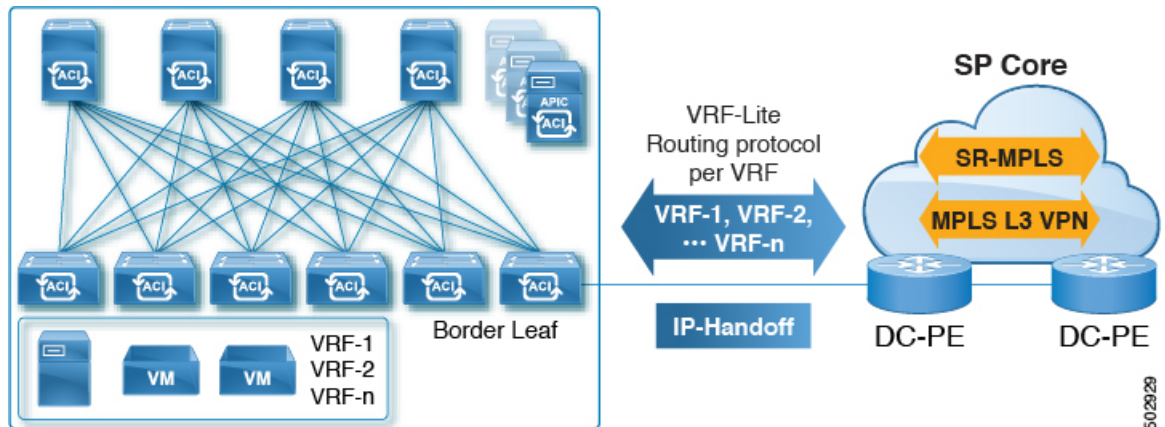 ACI
ACI
ACI
ACI
APIC
ACI
SP Core
VRF-Lite
Routing protocol
per VRF
SR-MPLS
VRF-1, VRF-2,
··· VRF-n
MPLS L3 VPN
ACI
ACI
ACI
ACI
ACI
ACI
Border Leaf
IP-Handoff
DC-PE
DC-PE
VM
VM
VRF-1
VRF-2
VRF-n
502929